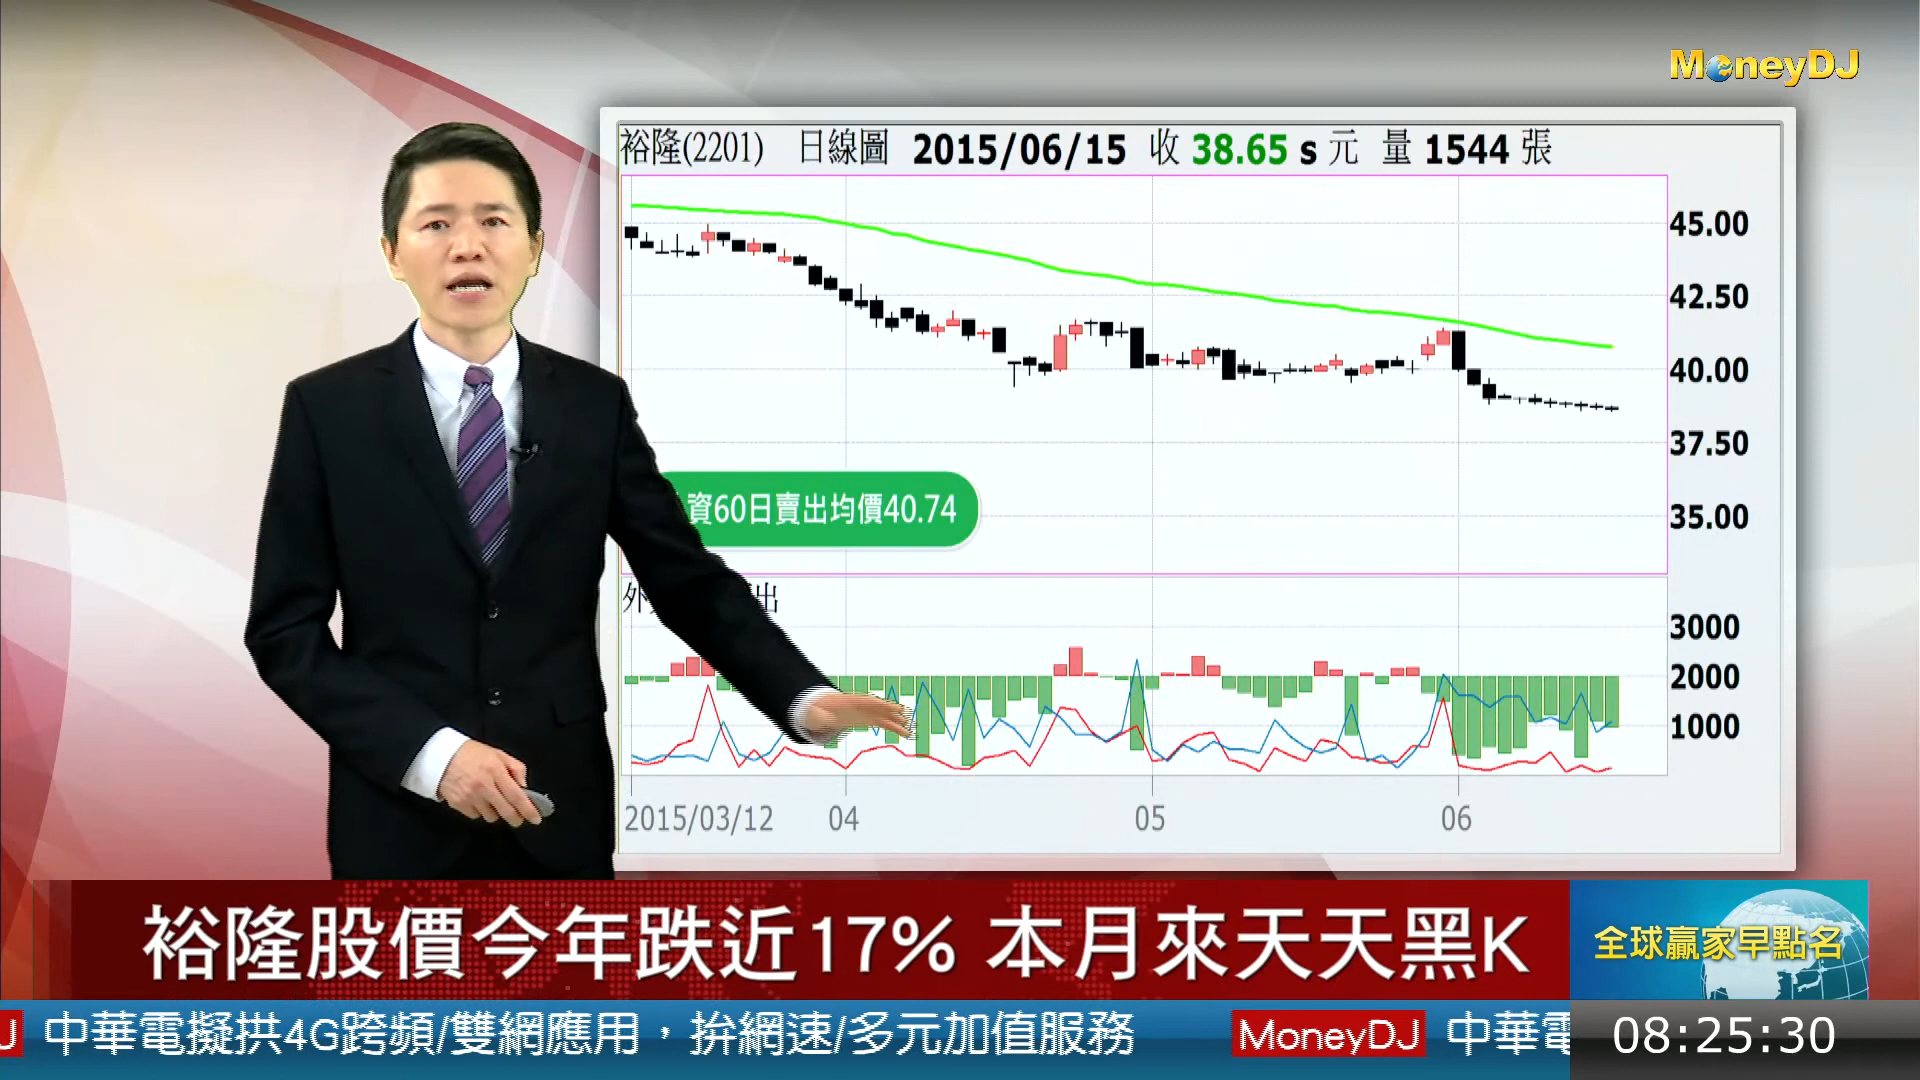 MoneyDJ
裕隆(2201) 日線圖 2015/06/15 收 38.65 s 元 量 1544 張
45.00
42.50
40.00
37.50
35.00
資60日賣出均價40.74
外 出
3000
2000
1000
2015/03/12 04 05 06
裕隆股價今年跌近17% 本月來天天黑K
全球贏家早點名
J 中華電擬拱4G跨頻/雙網應用，拚網速/多元加值服務 MoneyDJ 中華電
08:25:30